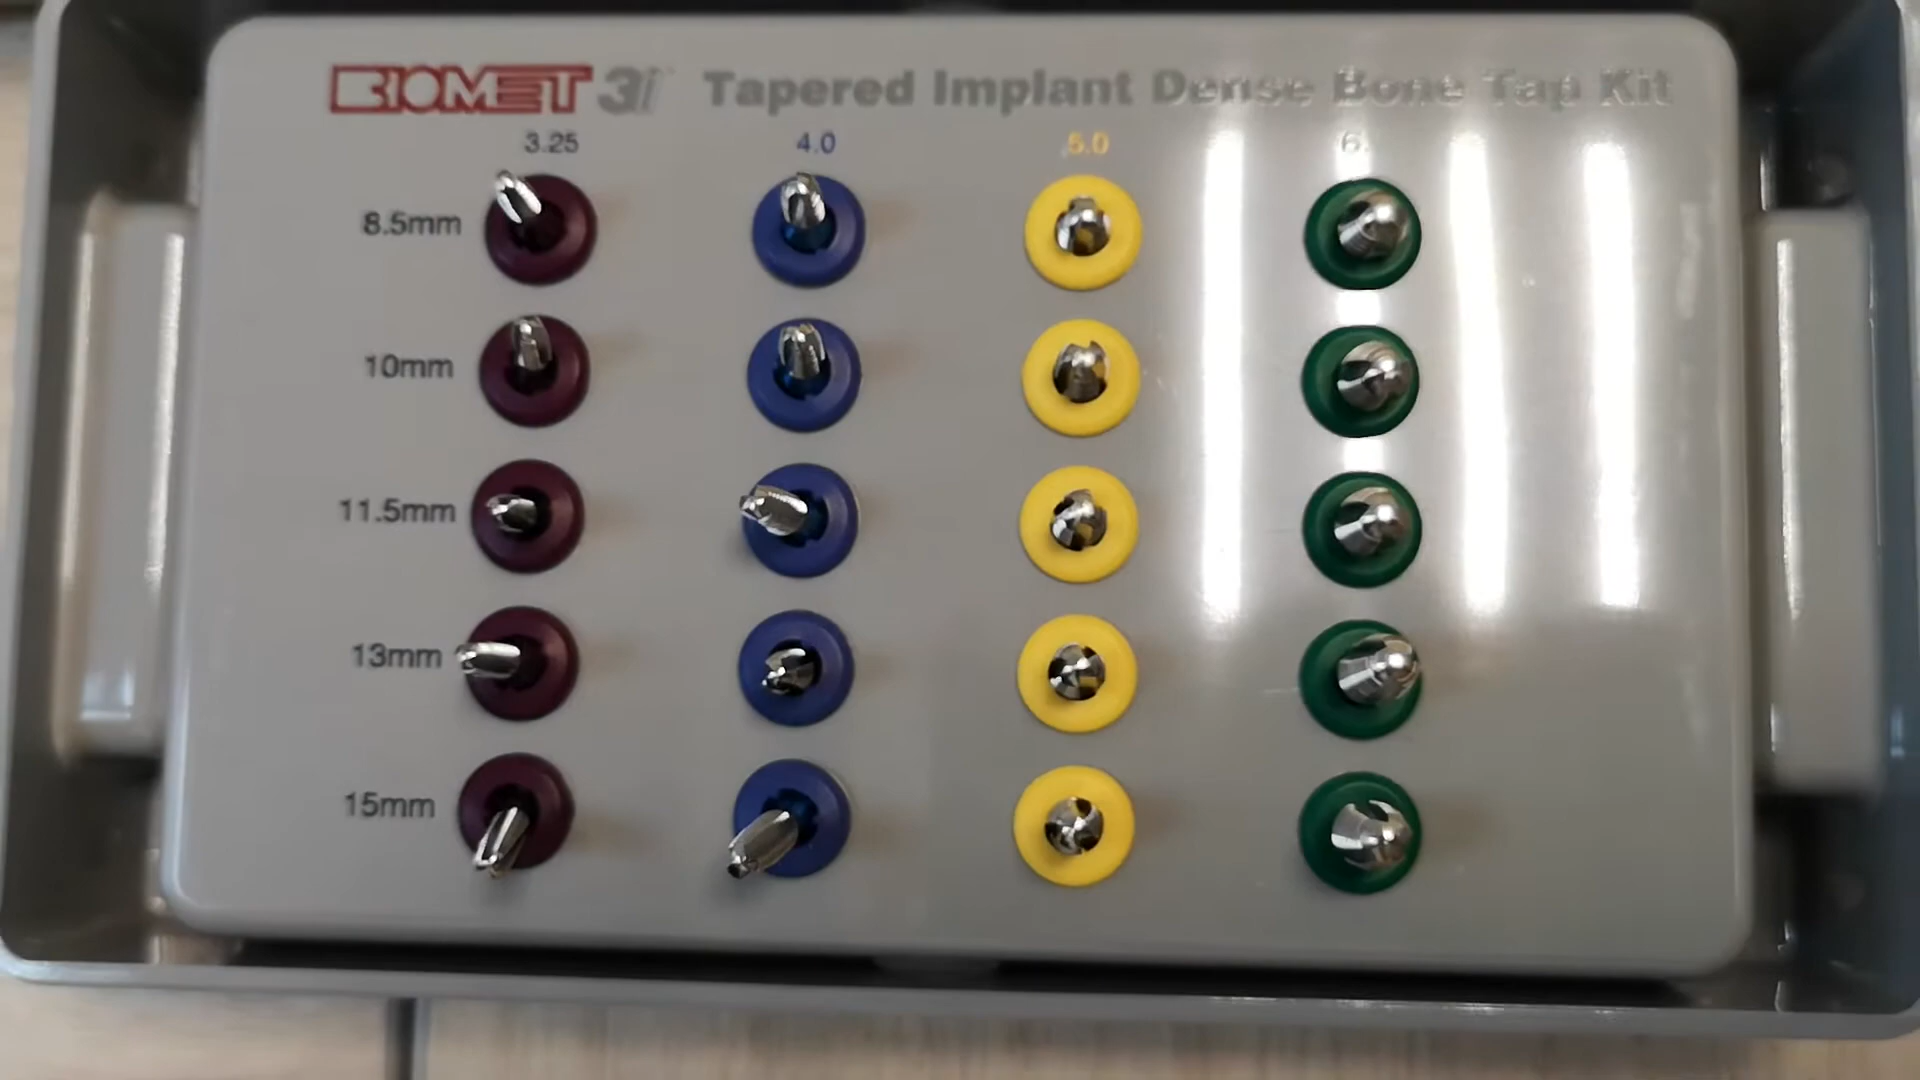 BIOMET 3i Tapered Implant Dense Bone Tap Kit
3.25 4.0 5.0 6.
8.5mm
10mm
11.5mm
13mm
15mm